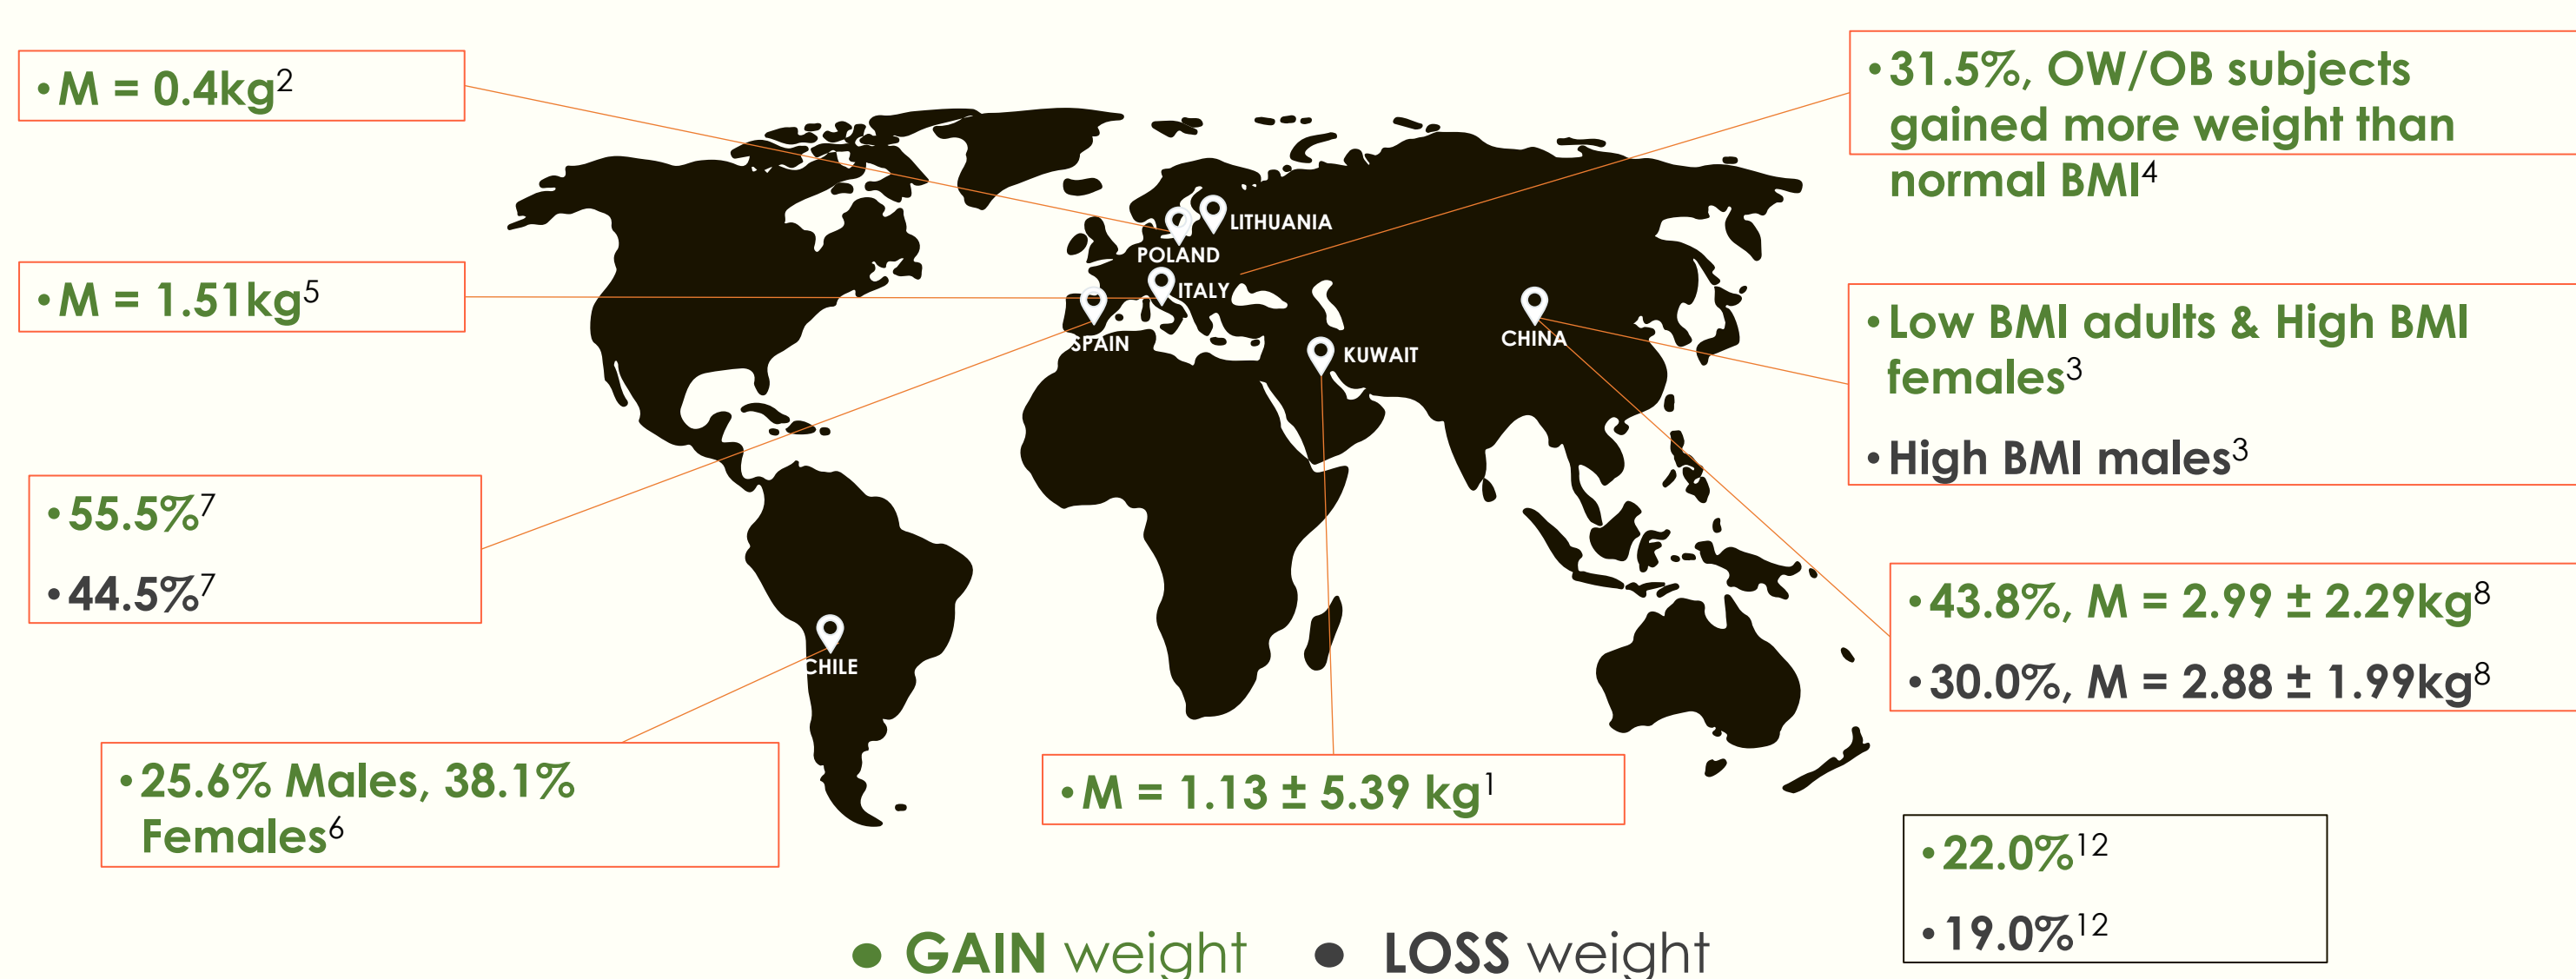 •M = 0.4kg2
•31.5%, OW/OB subjects
gained more weight than
normal BMI4
LITHUANIA
POLAND
•M = 1.51kg5
ITALY
SPAIN
KUWAIT
CHINA
•Low BMI adults & High BMI
females3
•High BMI males3
•55.5%7
•44.5%7
•43.8%, M = 2.99 ± 2.29kg8
•30.0%, M = 2.88 ± 1.99kg8
CHILE
•25.6% Males, 38.1%
Females6
•M = 1.13 ± 5.39 kg1
•22.0%12
•19.0%12
● GAIN weight ● LOSS weight